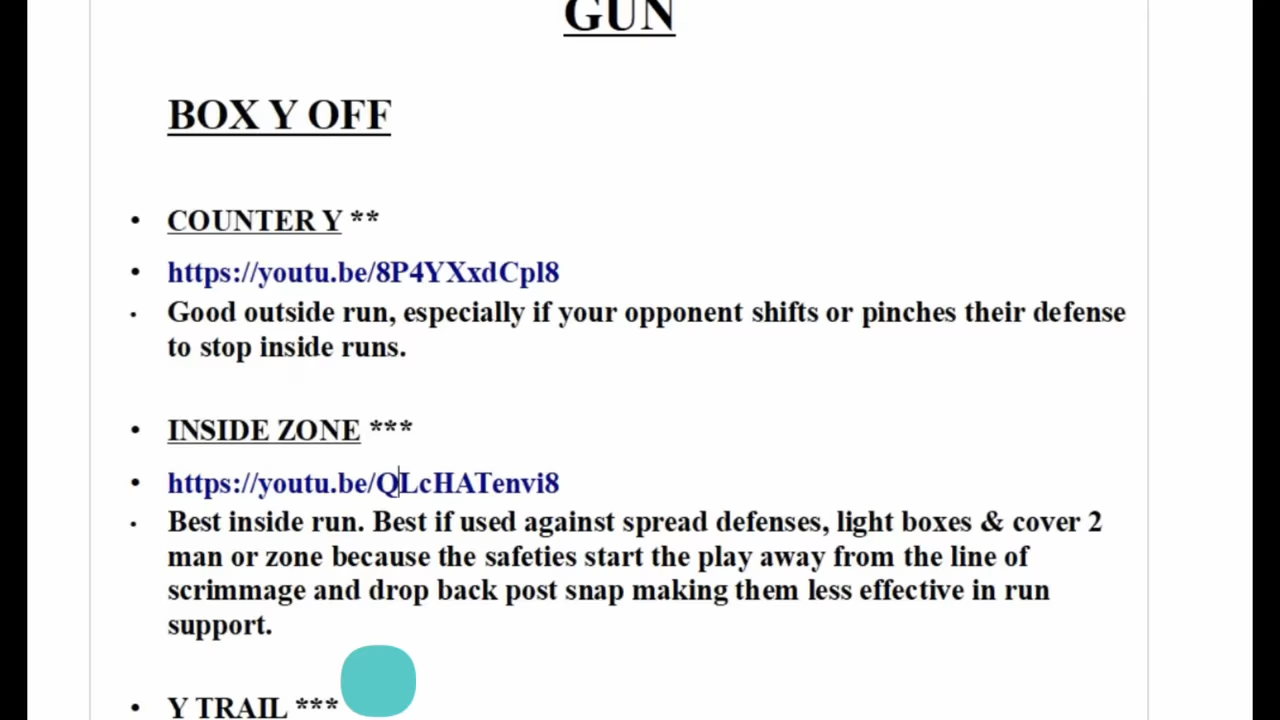 GUN
BOX Y OFF
• COUNTER Y **
• https://youtu.be/8P4YXxdCpl8
• Good outside run, especially if your opponent shifts or pinches their defense
to stop inside runs.
• INSIDE ZONE ***
• https://youtu.be/QLcHATenvi8
• Best inside run. Best if used against spread defenses, light boxes & cover 2
man or zone because the safeties start the play away from the line of
scrimmage and drop back post snap making them less effective in run
support.
• Y TRAIL ***